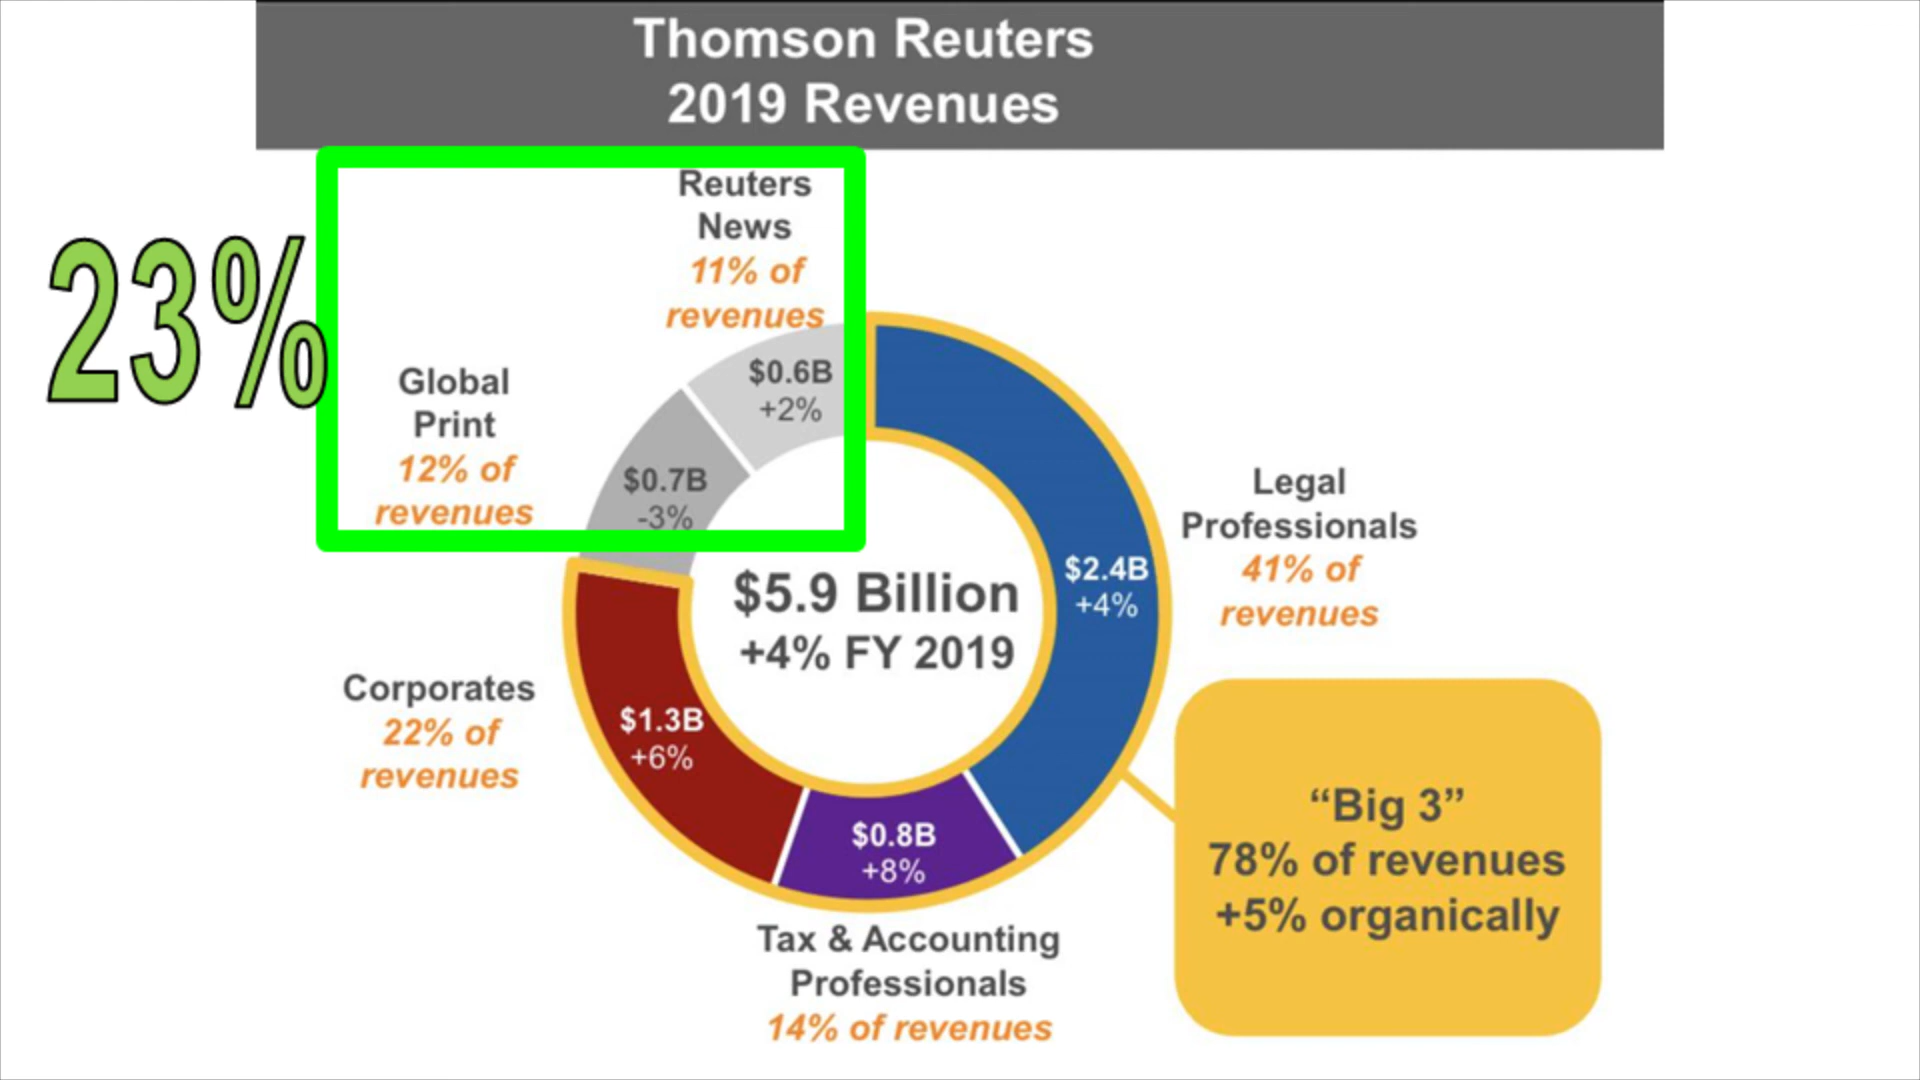 Thomson Reuters
2019 Revenues
23%
Reuters
News
11% of
revenues
$0.6B
+2%
Global
Print
12% of
revenues
$0.7B
-3%
Legal
Professionals
41% of
revenues
$2.4B
+4%
$5.9 Billion
+4% FY 2019
Corporates
22% of
revenues
$1.3B
+6%
$0.8B
+8%
Tax & Accounting
Professionals
14% of revenues
“Big 3”
78% of revenues
+5% organically